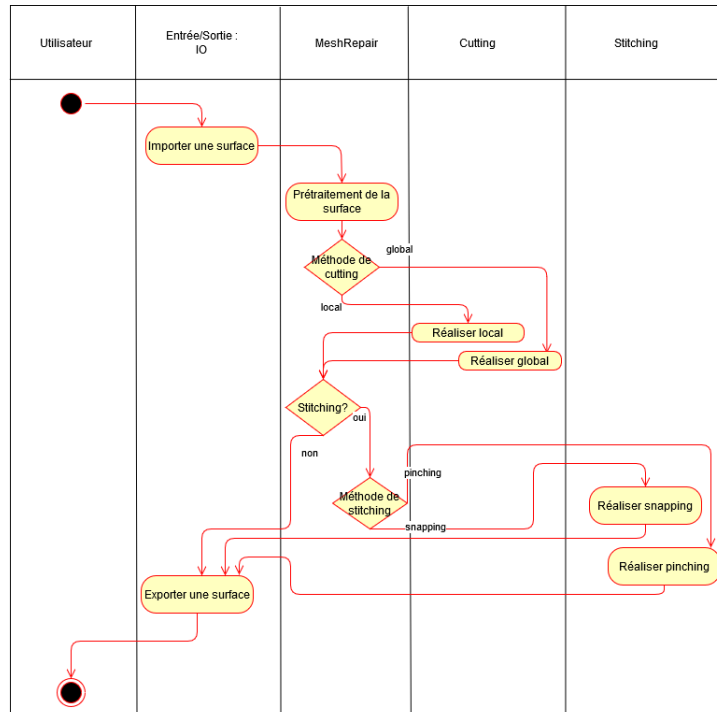 Utilisateur
Entrée/Sortie :
IO
MeshRepair
Cutting
Stitching
Importer une surface
Prétraitement de la
surface
global
Méthode de
cutting
local
Réaliser local
Réaliser global
Stitching?
oui
non
pinching
Méthode de
stitching
snapping
Réaliser snapping
Réaliser pinching
Exporter une surface